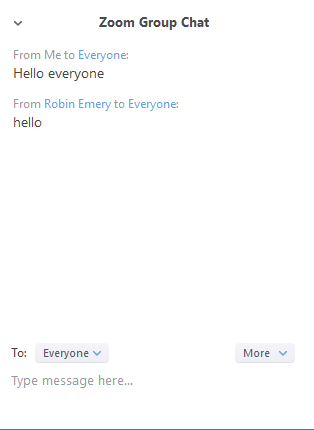 Zoom Group Chat
From Me to Everyone:
Hello everyone
From Robin Emery to Everyone:
hello
To: Everyone More
Type message here...